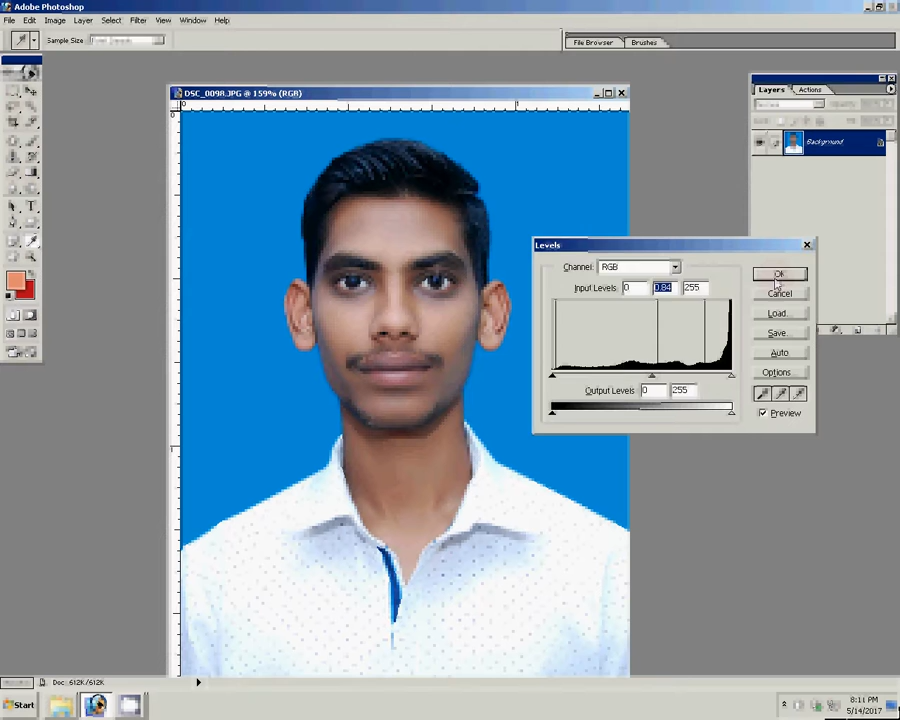 Adobe Photoshop
File Edit Image Layer Select Filter View Window Help
Sample Size:
File Browser Brushes
DSC_0098.JPG @ 159% (RGB)
Layers Actions
Background
Levels
Channel: RGB
Input Levels: 0 0.84 255
Output Levels: 0 255
OK
Cancel
Load...
Save...
Auto
Options...
Preview
Doc: 612K/612K
Start
8:11 PM
5/14/2017